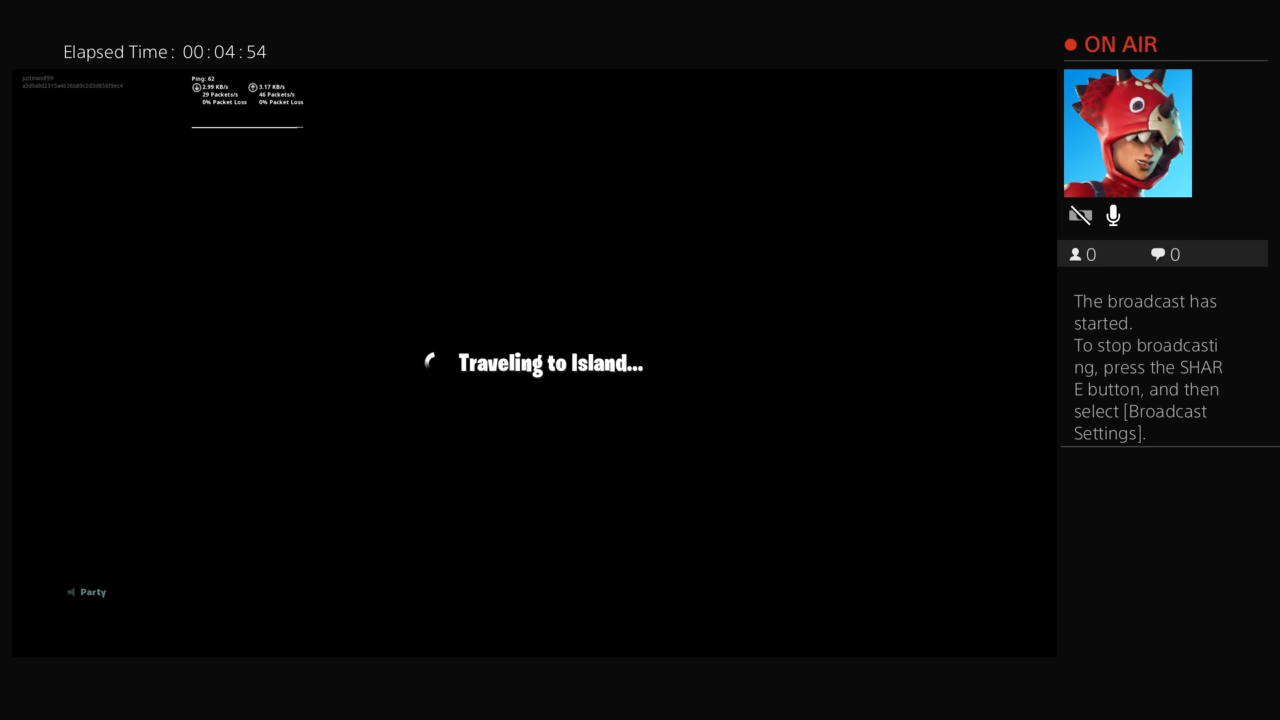 Elapsed Time: 00:04:54
ON AIR
justinwolf99
Ping: 62
2.99 KB/s 3.17 KB/s
29 Packets/s 46 Packets/s
0% Packet Loss 0% Packet Loss
0 0
The broadcast has
started.
To stop broadcasti
ng, press the SHAR
E button, and then
select [Broadcast
Settings].
Traveling to Island...
Party